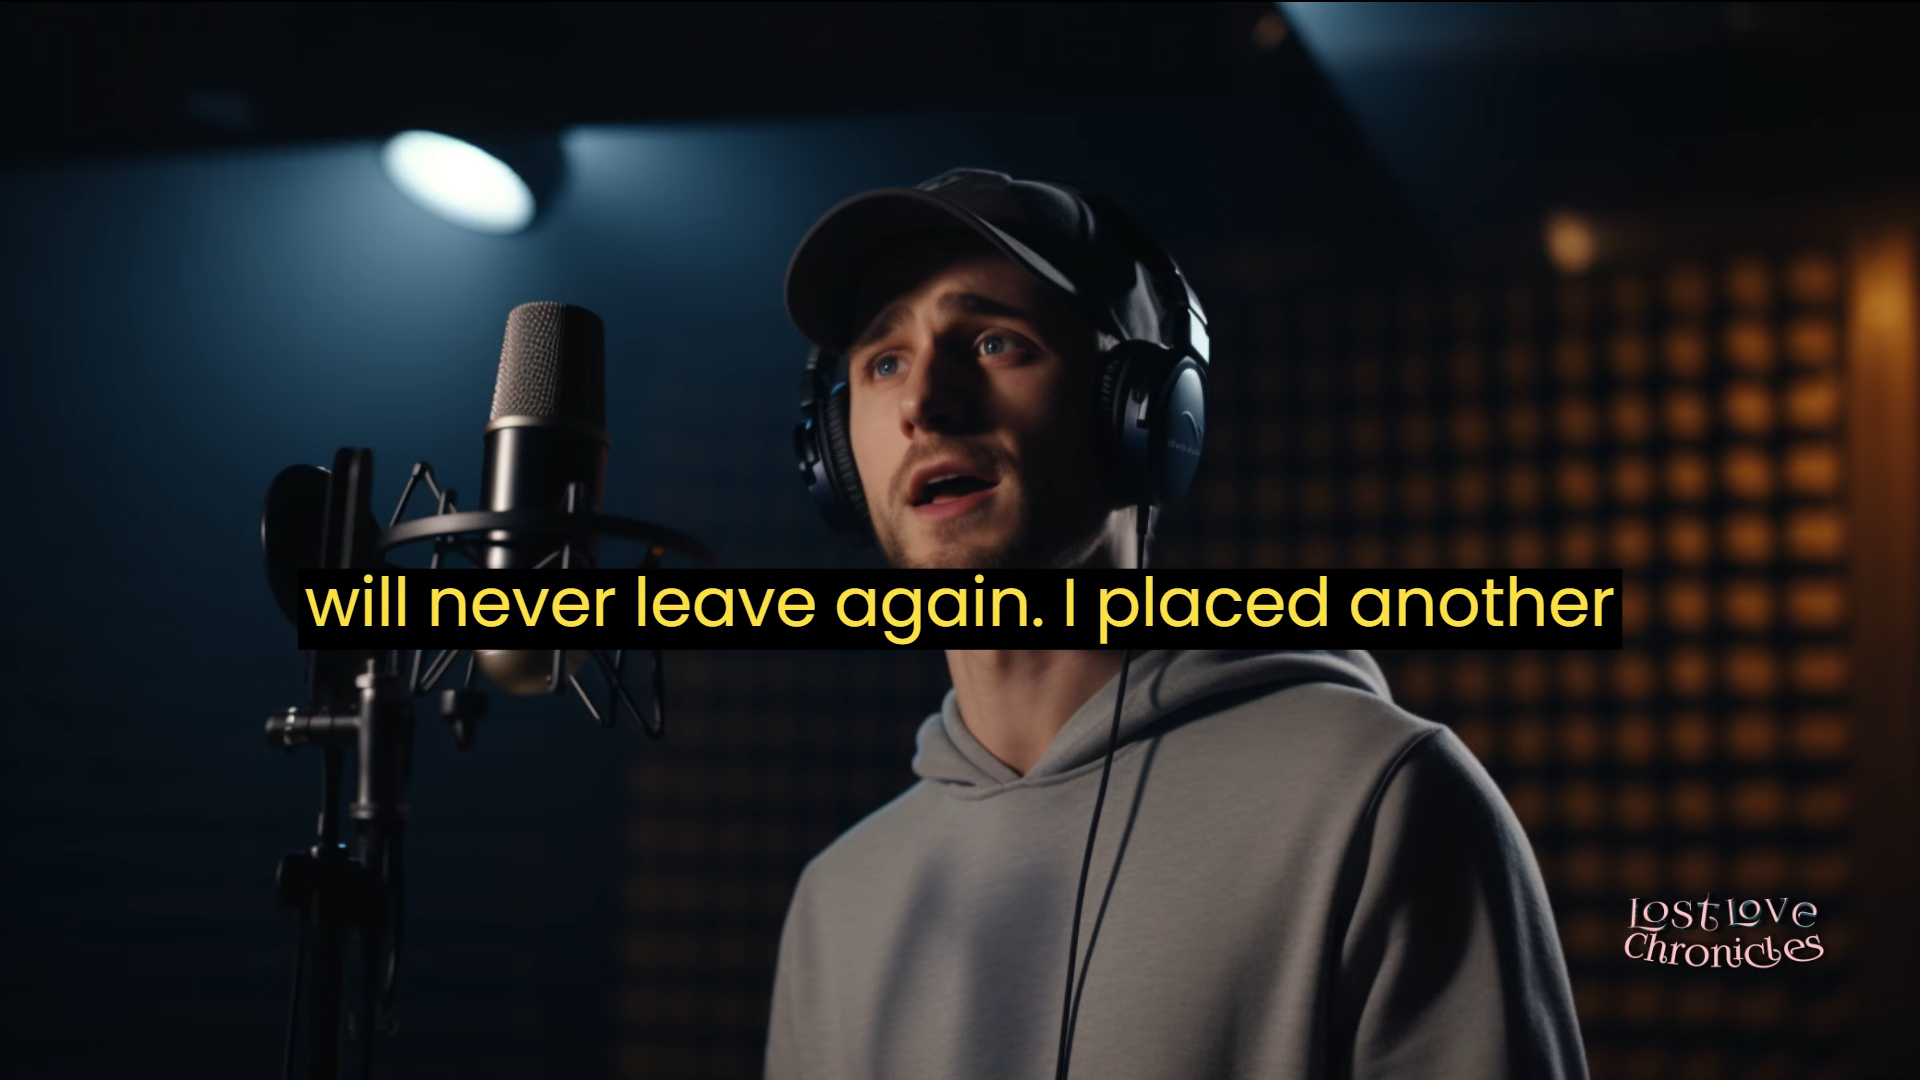 will never leave again. I placed another
Lost Love
Chronicles